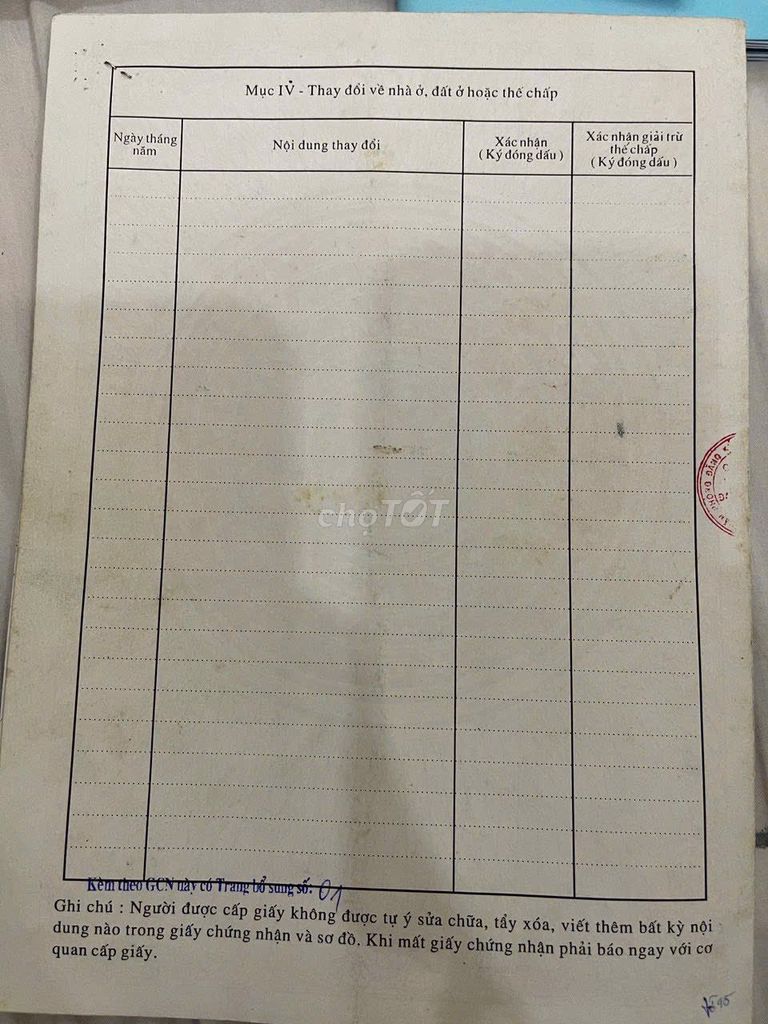 Mục IV - Thay đổi về nhà ở, đất ở hoặc thế chấp
Ngày tháng
năm
Nội dung thay đổi
Xác nhận
( Ký đóng dấu )
Xác nhận giải trừ
thế chấp
( Ký đóng dấu )
chợTỐT
Kèm theo GCN này có Trang bổ sung số: 01
Ghi chú : Người được cấp giấy không được tự ý sửa chữa, tẩy xóa, viết thêm bất kỳ nội
dung nào trong giấy chứng nhận và sơ đồ. Khi mất giấy chứng nhận phải báo ngay với cơ
quan cấp giấy.